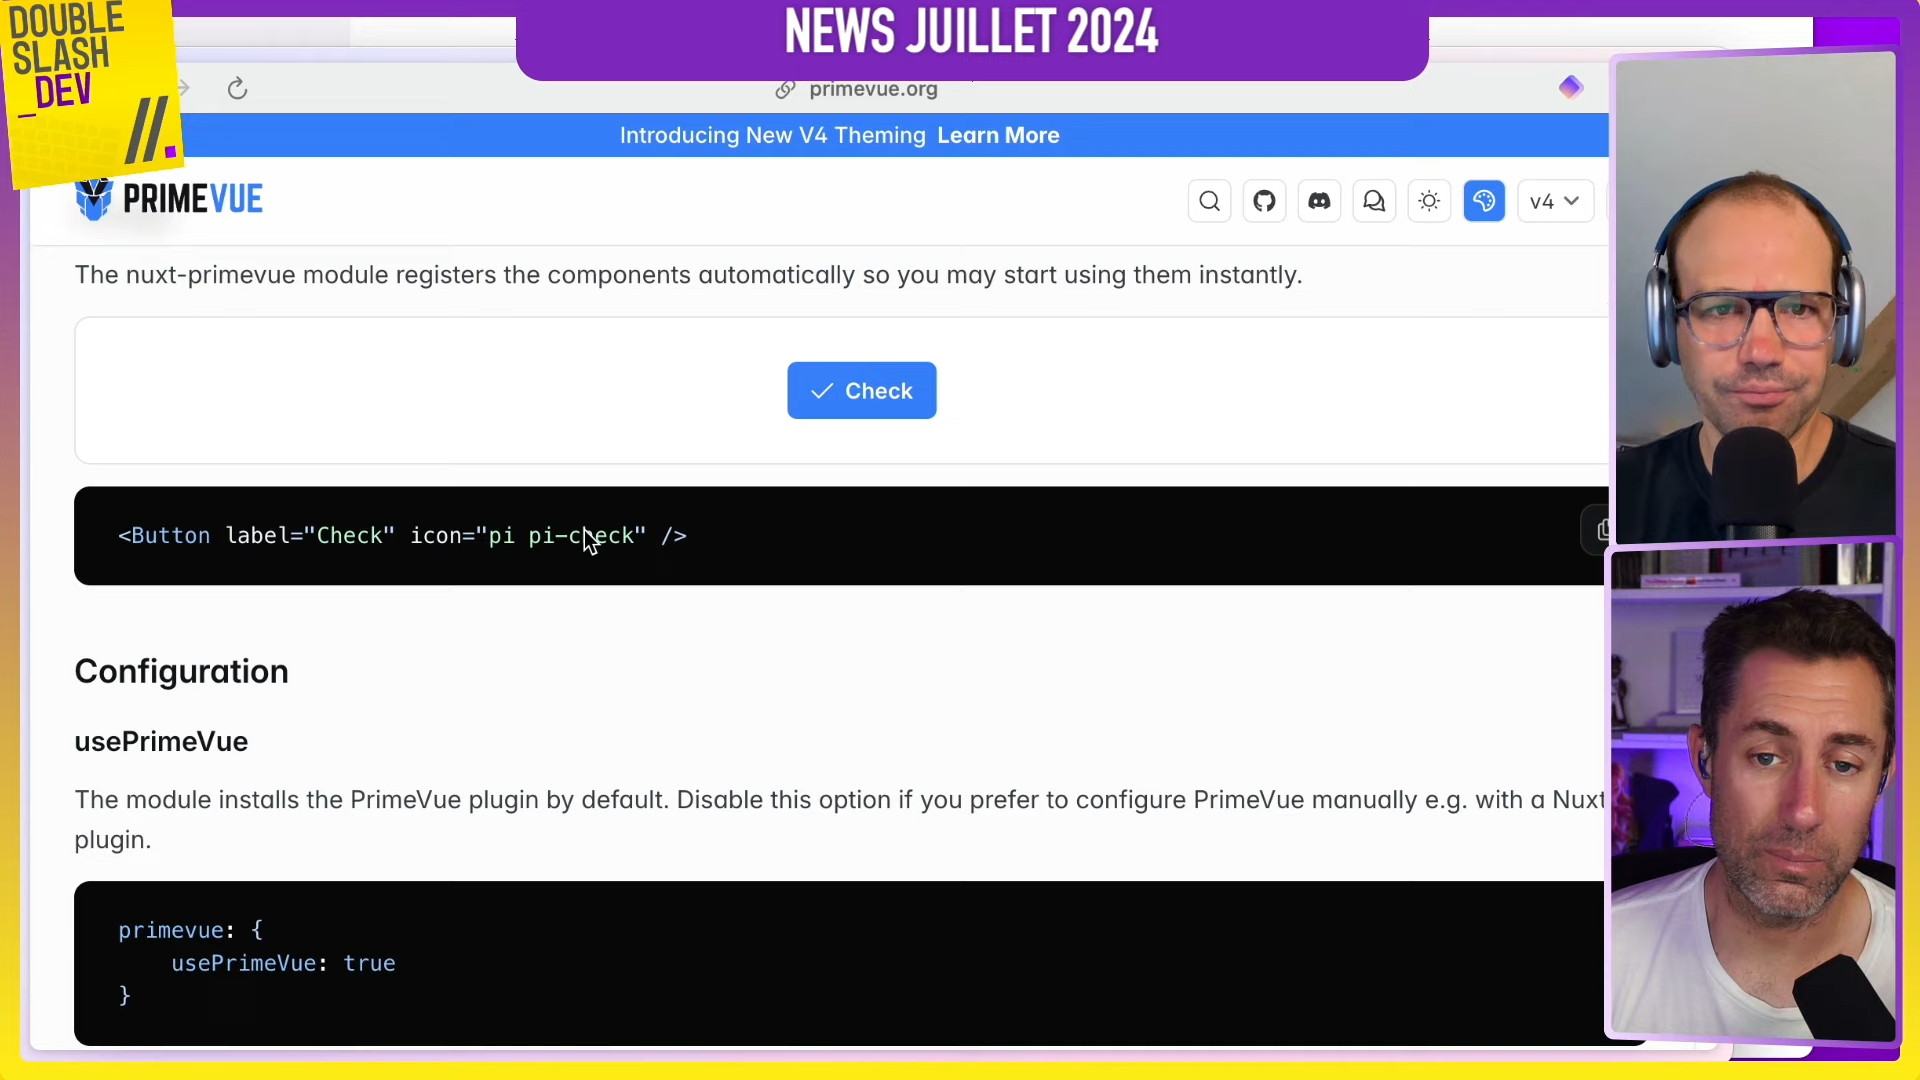 DOUBLE
SLASH
_DEV
//.
NEWS JUILLET 2024
primevue.org
Introducing New V4 Theming Learn More
PRIMEVUE
v4
The nuxt-primevue module registers the components automatically so you may start using them instantly.
Check
<Button label="Check" icon="pi pi-check" />
Configuration
usePrimeVue
The module installs the PrimeVue plugin by default. Disable this option if you prefer to configure PrimeVue manually e.g. with a Nuxt
plugin.
primevue: {
usePrimeVue: true
}